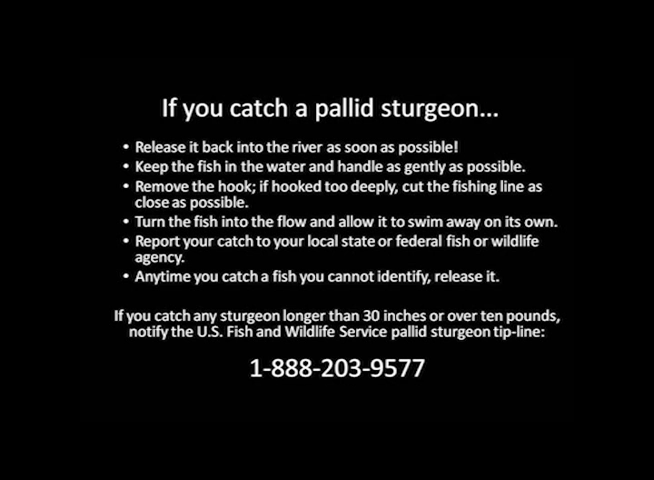 If you catch a pallid sturgeon...
• Release it back into the river as soon as possible!
• Keep the fish in the water and handle as gently as possible.
• Remove the hook; if hooked too deeply, cut the fishing line as
close as possible.
• Turn the fish into the flow and allow it to swim away on its own.
• Report your catch to your local state or federal fish or wildlife
agency.
• Anytime you catch a fish you cannot identify, release it.
If you catch any sturgeon longer than 30 inches or over ten pounds,
notify the U.S. Fish and Wildlife Service pallid sturgeon tip-line:
1-888-203-9577